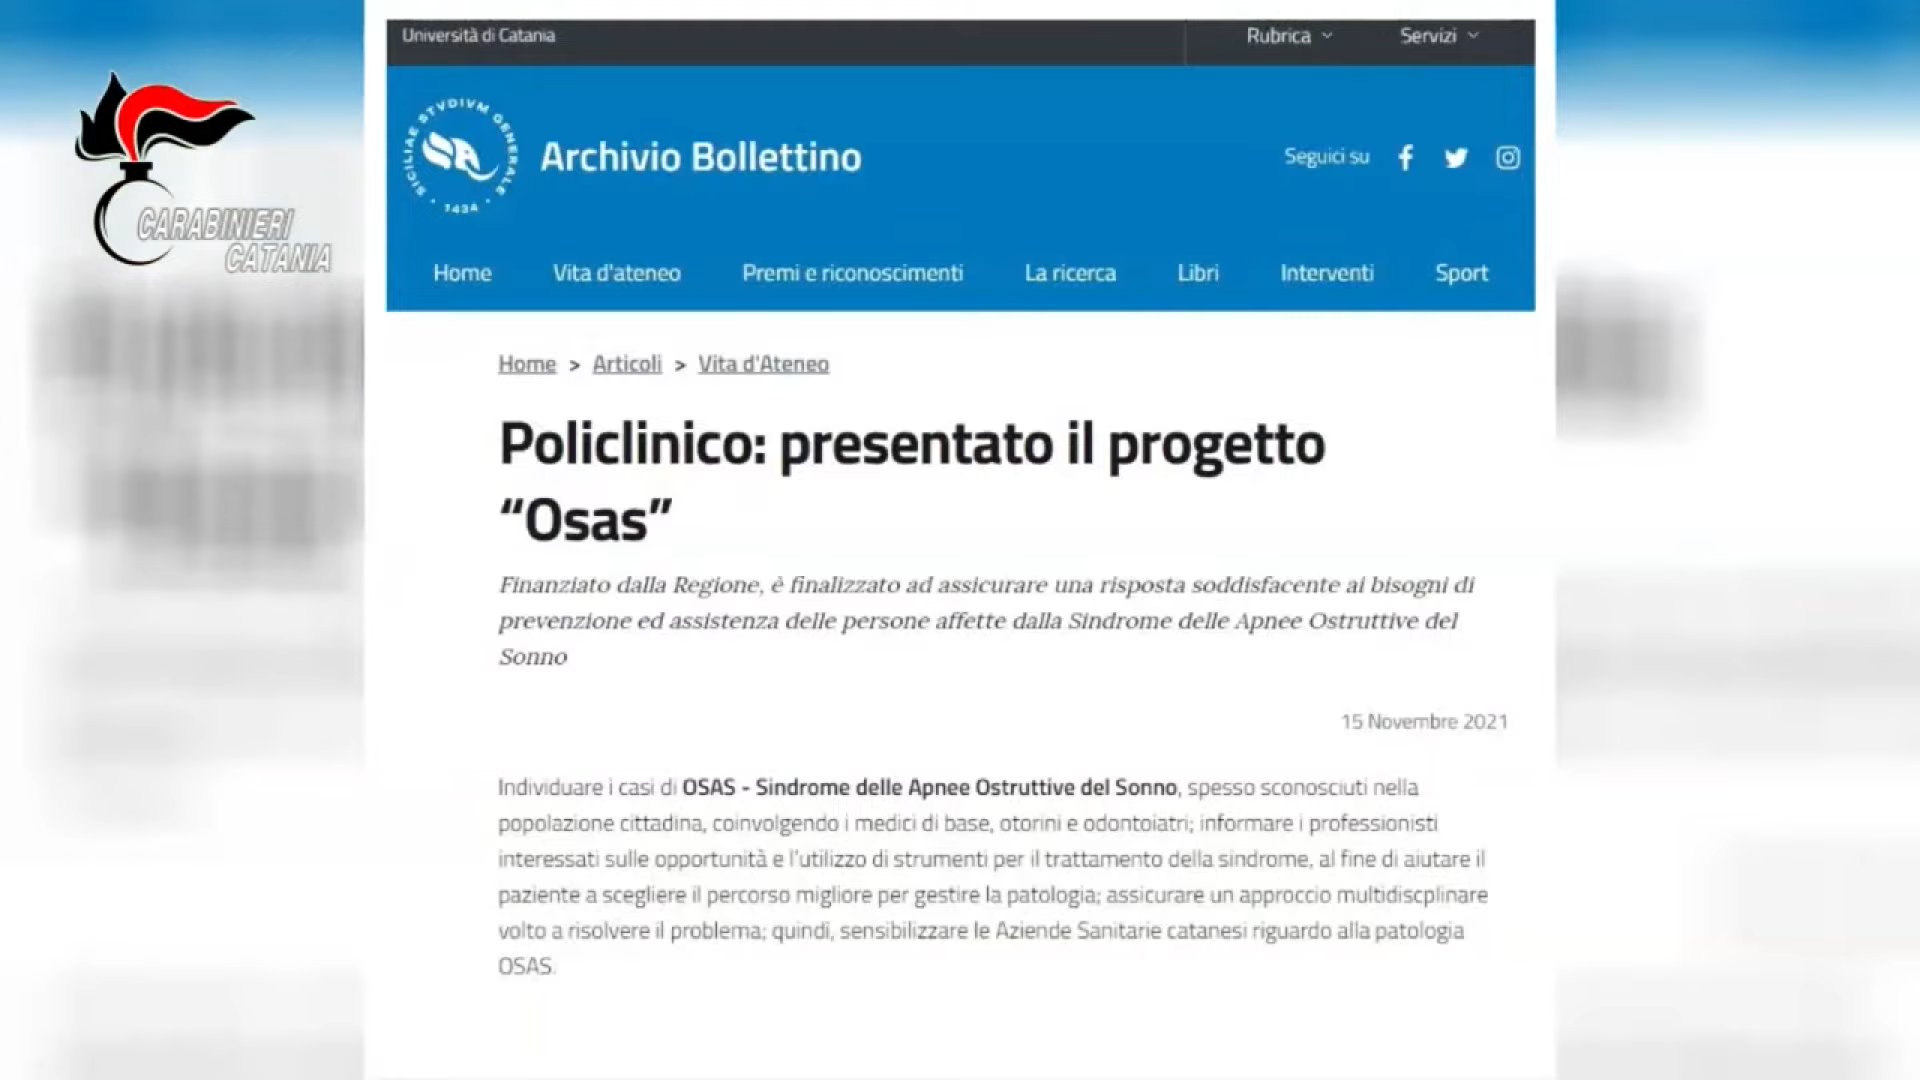 Università di Catania
Rubrica
Servizi
SICILIAE STVDIVM GENERALE
1434
Archivio Bollettino
Seguici su
CARABINIERI
CATANIA
Home
Vita d'ateneo
Premi e riconoscimenti
La ricerca
Libri
Interventi
Sport
Home > Articoli > Vita d'Ateneo
Policlinico: presentato il progetto
“Osas”
Finanziato dalla Regione, è finalizzato ad assicurare una risposta soddisfacente ai bisogni di
prevenzione ed assistenza delle persone affette dalla Sindrome delle Apnee Ostruttive del
Sonno
15 Novembre 2021
Individuare i casi di OSAS - Sindrome delle Apnee Ostruttive del Sonno, spesso sconosciuti nella
popolazione cittadina, coinvolgendo i medici di base, otorini e odontoiatri; informare i professionisti
interessati sulle opportunità e l'utilizzo di strumenti per il trattamento della sindrome, al fine di aiutare il
paziente a scegliere il percorso migliore per gestire la patologia; assicurare un approccio multidiscplinare
volto a risolvere il problema; quindi, sensibilizzare le Aziende Sanitarie catanesi riguardo alla patologia
OSAS.